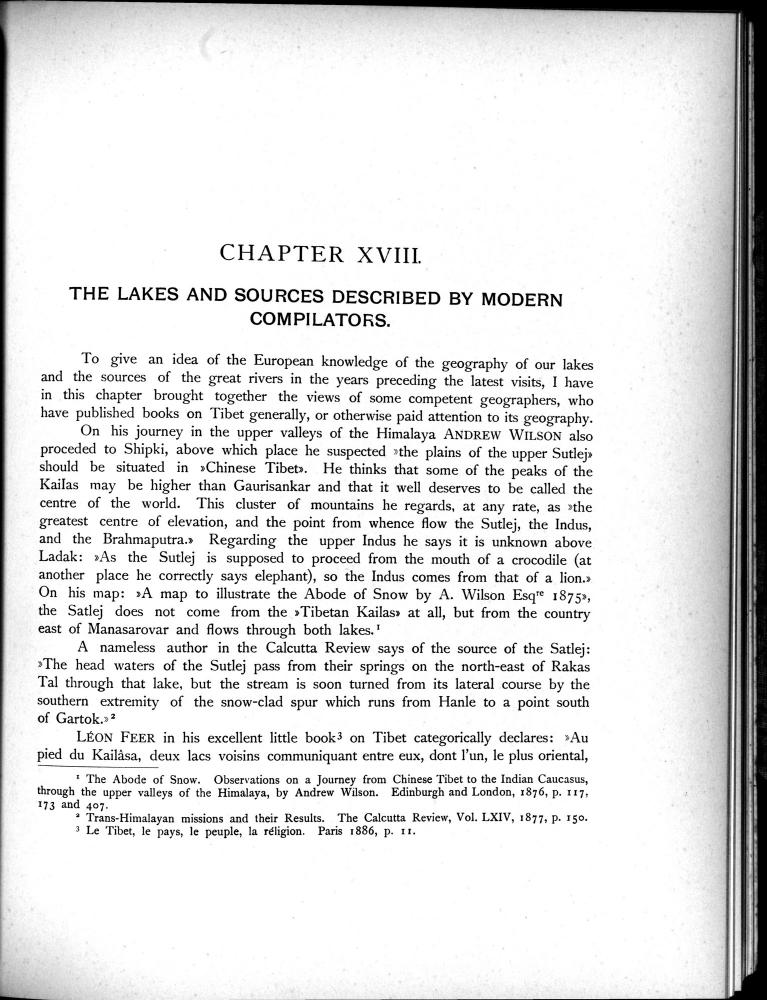 CHAPTER XVIII.
THE LAKES AND SOURCES DESCRIBED BY MODERN
COMPILATORS.
To give an idea of the European knowledge of the geography of our lakes
and the sources of the great rivers in the years preceding the latest visits, I have
in this chapter brought together the views of some competent geographers, who
have published books on Tibet generally, or otherwise paid attention to its geography.
On his journey in the upper valleys of the Himalaya ANDREW WILSON also
proceded to Shipki, above which place he suspected »the plains of the upper Sutlej»
should be situated in »Chinese Tibet». He thinks that some of the peaks of the
Kailas may be higher than Gaurisankar and that it well deserves to be called the
centre of the world. This cluster of mountains he regards, at any rate, as »the
greatest centre of elevation, and the point from whence flow the Sutlej, the Indus,
and the Brahmaputra.» Regarding the upper Indus he says it is unknown above
Ladak: »As the Sutlej is supposed to proceed from the mouth of a crocodile (at
another place he correctly says elephant), so the Indus comes from that of a lion.»
On his map: »A map to illustrate the Abode of Snow by A. Wilson Esqʳᵉ 1875»,
the Satlej does not come from the »Tibetan Kailas» at all, but from the country
east of Manasarovar and flows through both lakes.¹
A nameless author in the Calcutta Review says of the source of the Satlej:
»The head waters of the Sutlej pass from their springs on the north-east of Rakas
Tal through that lake, but the stream is soon turned from its lateral course by the
southern extremity of the snow-clad spur which runs from Hanle to a point south
of Gartok.»²
LÉON FEER in his excellent little book³ on Tibet categorically declares: »Au
pied du Kailâsa, deux lacs voisins communiquant entre eux, dont l'un, le plus oriental,
¹ The Abode of Snow. Observations on a Journey from Chinese Tibet to the Indian Caucasus,
through the upper valleys of the Himalaya, by Andrew Wilson. Edinburgh and London, 1876, p. 117,
173 and 407.
² Trans-Himalayan missions and their Results. The Calcutta Review, Vol. LXIV, 1877, p. 150.
³ Le Tibet, le pays, le peuple, la réligion. Paris 1886, p. 11.